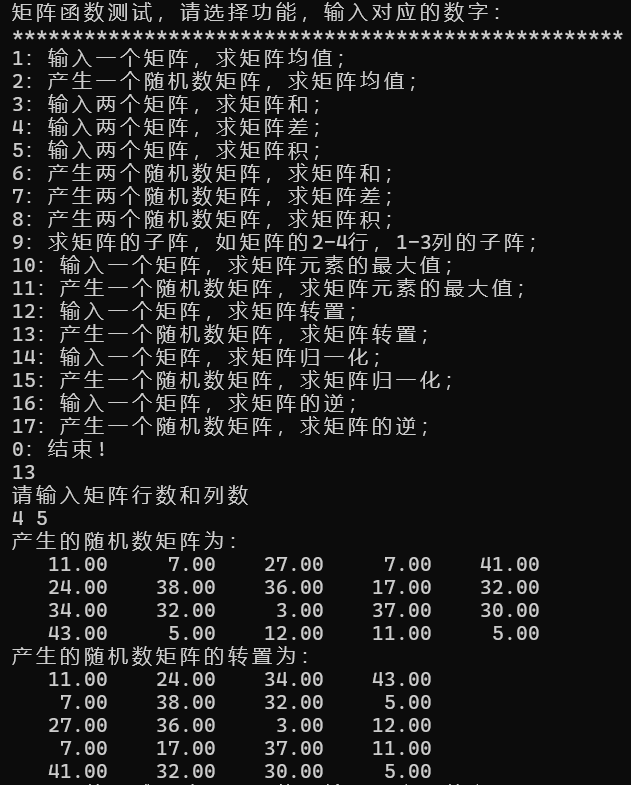 矩阵函数测试，请选择功能，输入对应的数字：
***************************************************
1: 输入一个矩阵，求矩阵均值；
2: 产生一个随机数矩阵，求矩阵均值；
3: 输入两个矩阵，求矩阵和；
4: 输入两个矩阵，求矩阵差；
5: 输入两个矩阵，求矩阵积；
6: 产生两个随机数矩阵，求矩阵和；
7: 产生两个随机数矩阵，求矩阵差；
8: 产生两个随机数矩阵，求矩阵积；
9: 求矩阵的子阵，如矩阵的2-4行，1-3列的子阵；
10: 输入一个矩阵，求矩阵元素的最大值；
11: 产生一个随机数矩阵，求矩阵元素的最大值；
12: 输入一个矩阵，求矩阵转置；
13: 产生一个随机数矩阵，求矩阵转置；
14: 输入一个矩阵，求矩阵归一化；
15: 产生一个随机数矩阵，求矩阵归一化；
16: 输入一个矩阵，求矩阵的逆；
17: 产生一个随机数矩阵，求矩阵的逆；
0: 结束！
13
请输入矩阵行数和列数
4 5
产生的随机数矩阵为：
11.00 7.00 27.00 7.00 41.00
24.00 38.00 36.00 17.00 32.00
34.00 32.00 3.00 37.00 30.00
43.00 5.00 12.00 11.00 5.00
产生的随机数矩阵的转置为：
11.00 24.00 34.00 43.00
7.00 38.00 32.00 5.00
27.00 36.00 3.00 12.00
7.00 17.00 37.00 11.00
41.00 32.00 30.00 5.00